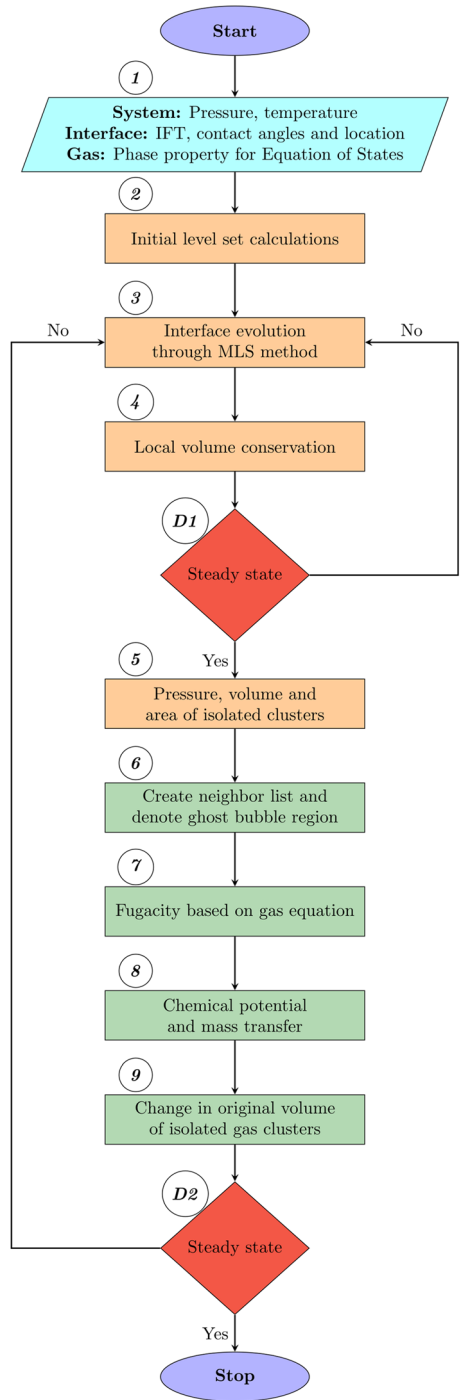 Start
1
System: Pressure, temperature
Interface: IFT, contact angles and location
Gas: Phase property for Equation of States
2
Initial level set calculations
3
No
No
Interface evolution
through MLS method
4
Local volume conservation
D1
Steady state
Yes
5
Pressure, volume and
area of isolated clusters
6
Create neighbor list and
denote ghost bubble region
7
Fugacity based on gas equation
8
Chemical potential
and mass transfer
9
Change in original volume
of isolated gas clusters
D2
Steady state
Yes
Stop